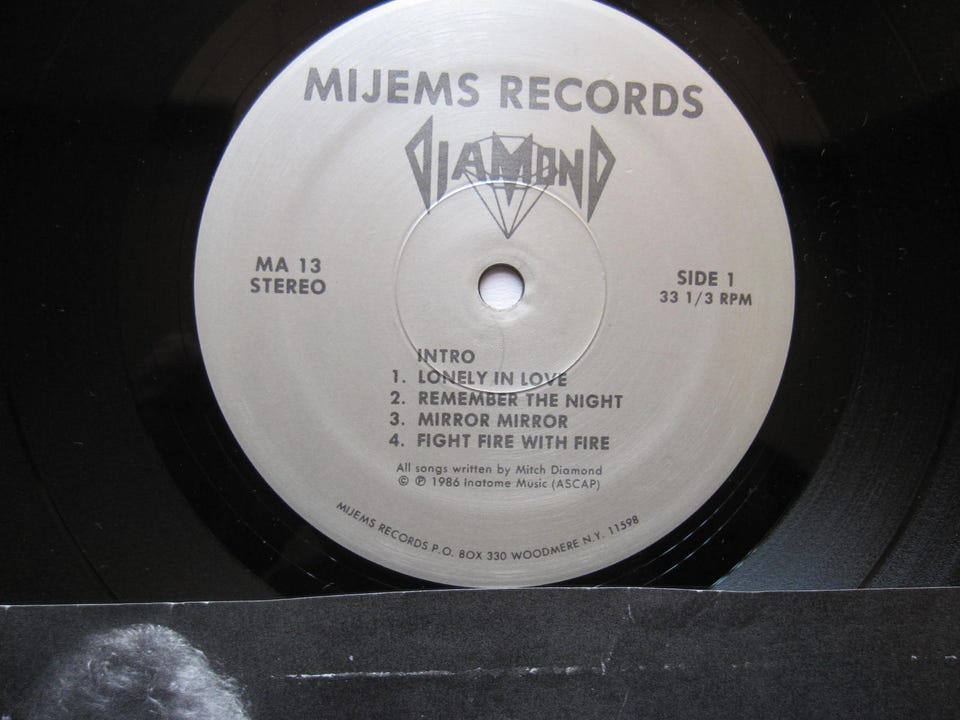 MIJEMS RECORDS
DIAMOND
MA 13
STEREO
SIDE 1
33 1/3 RPM
INTRO
1. LONELY IN LOVE
2. REMEMBER THE NIGHT
3. MIRROR MIRROR
4. FIGHT FIRE WITH FIRE
All songs written by Mitch Diamond
© ℗ 1986 Inatome Music (ASCAP)
MIJEMS RECORDS P.O. BOX 330 WOODMERE N.Y. 11598